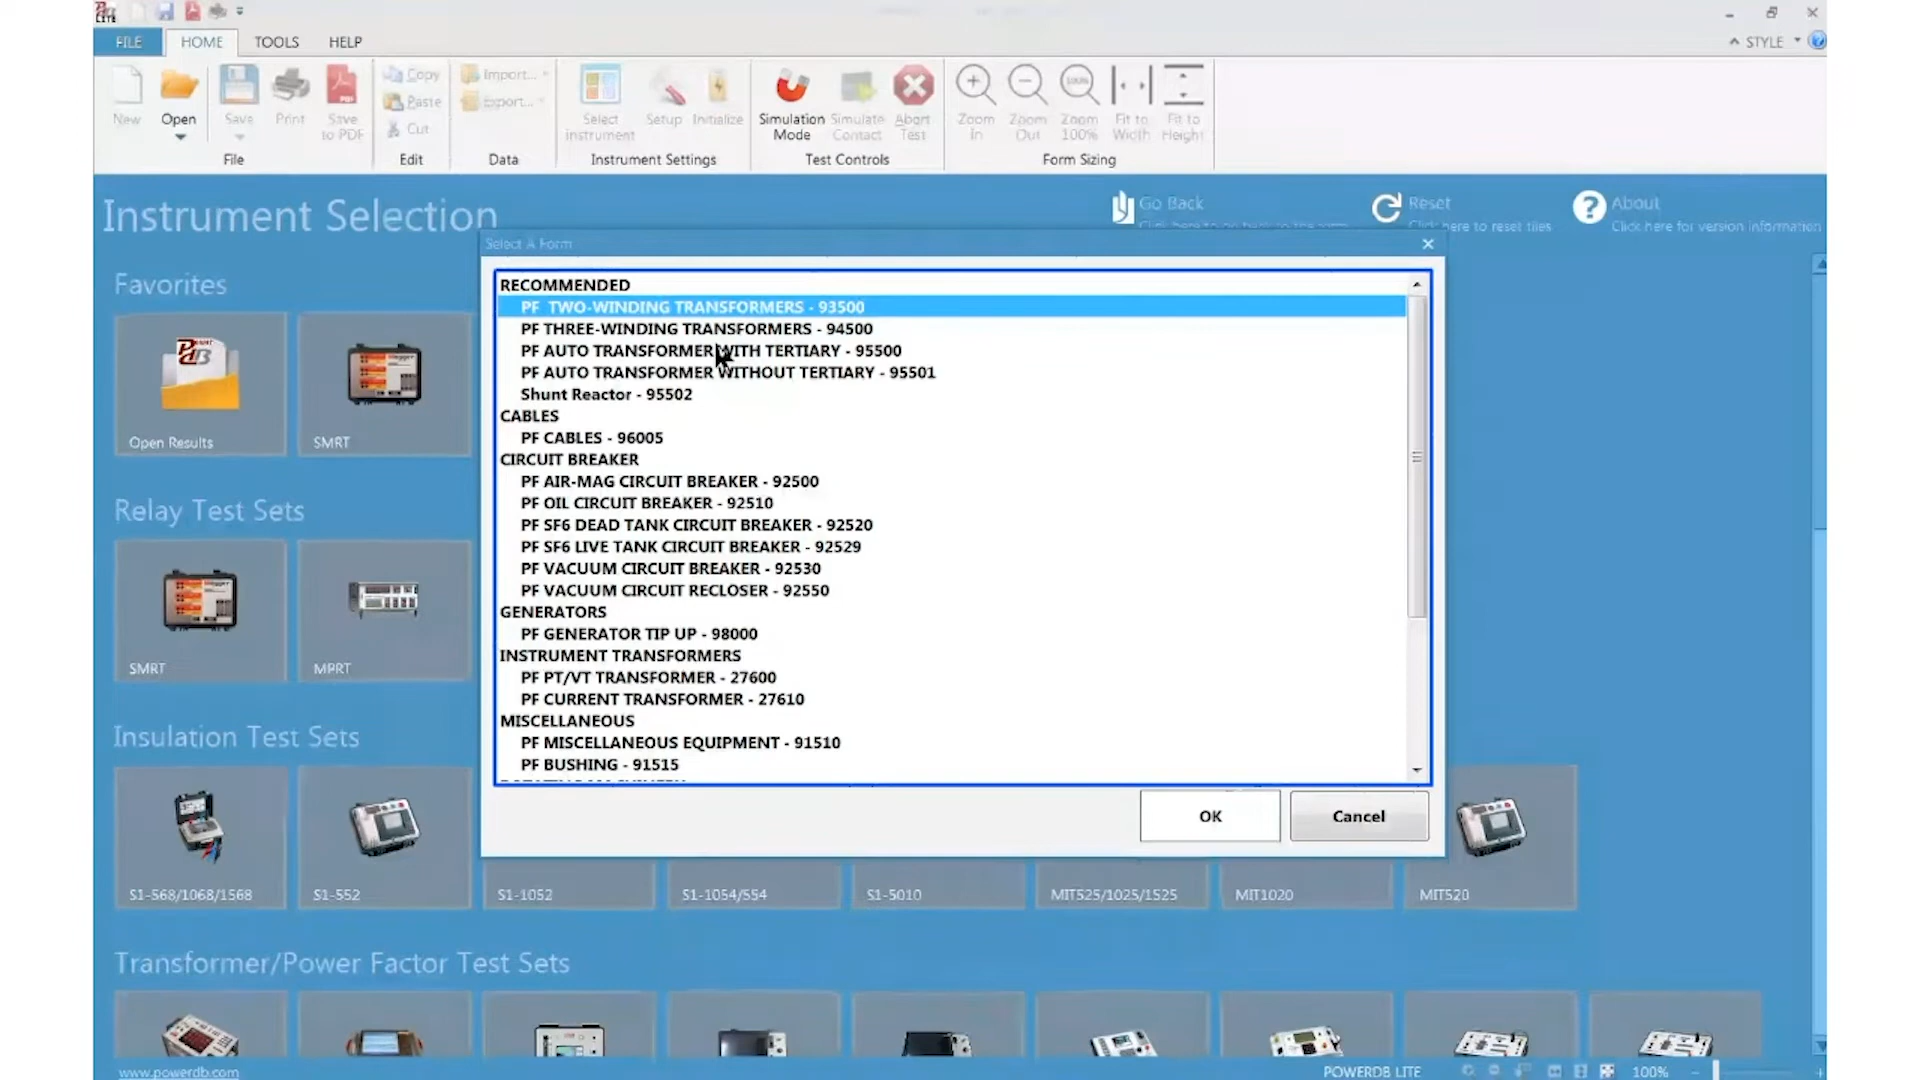 LITE
FILE
HOME
TOOLS
HELP
STYLE
New
Open
Save
Print
Save to PDF
Copy
Paste
Cut
Import...
Export...
Select Instrument
Setup
Initialize
Simulation Mode
Simulate Contact
Abort Test
Zoom In
Zoom Out
100%
Zoom 100%
Fit to Width
Fit to Height
File
Edit
Data
Instrument Settings
Test Controls
Form Sizing
Instrument Selection
Go Back
Reset
Click here to reset tiles
About
Click here for version information
Select A Form
RECOMMENDED
PF  TWO-WINDING TRANSFORMERS - 93500
PF THREE-WINDING TRANSFORMERS - 94500
PF AUTO TRANSFORMER WITH TERTIARY - 95500
PF AUTO TRANSFORMER WITHOUT TERTIARY - 95501
Shunt Reactor - 95502
CABLES
PF CABLES - 96005
CIRCUIT BREAKER
PF AIR-MAG CIRCUIT BREAKER - 92500
PF OIL CIRCUIT BREAKER - 92510
PF SF6 DEAD TANK CIRCUIT BREAKER - 92520
PF SF6 LIVE TANK CIRCUIT BREAKER - 92529
PF VACUUM CIRCUIT BREAKER - 92530
PF VACUUM CIRCUIT RECLOSER - 92550
GENERATORS
PF GENERATOR TIP UP - 98000
INSTRUMENT TRANSFORMERS
PF PT/VT TRANSFORMER - 27600
PF CURRENT TRANSFORMER - 27610
MISCELLANEOUS
PF MISCELLANEOUS EQUIPMENT - 91510
PF BUSHING - 91515
OK
Cancel
Favorites
Open Results
SMRT
Relay Test Sets
SMRT
MPRT
Insulation Test Sets
S1-568/1068/1568
S1-552
S1-1052
S1-1054/554
S1-5010
MIT525/1025/1525
MIT1020
MIT520
Transformer/Power Factor Test Sets
www.powerdb.com
POWERDB LITE
100%